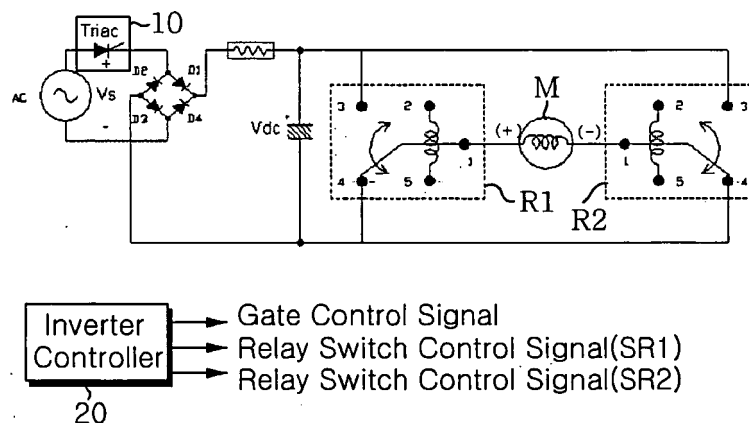 Triac
10
+
AC
Vs
-
D2
D1
D3
D4
Vdc
+
3
2
4
5
1
R1
M
(+)
(-)
2
3
1
5
4
R2
Inverter
Controller
20
Gate Control Signal
Relay Switch Control Signal(SR1)
Relay Switch Control Signal(SR2)